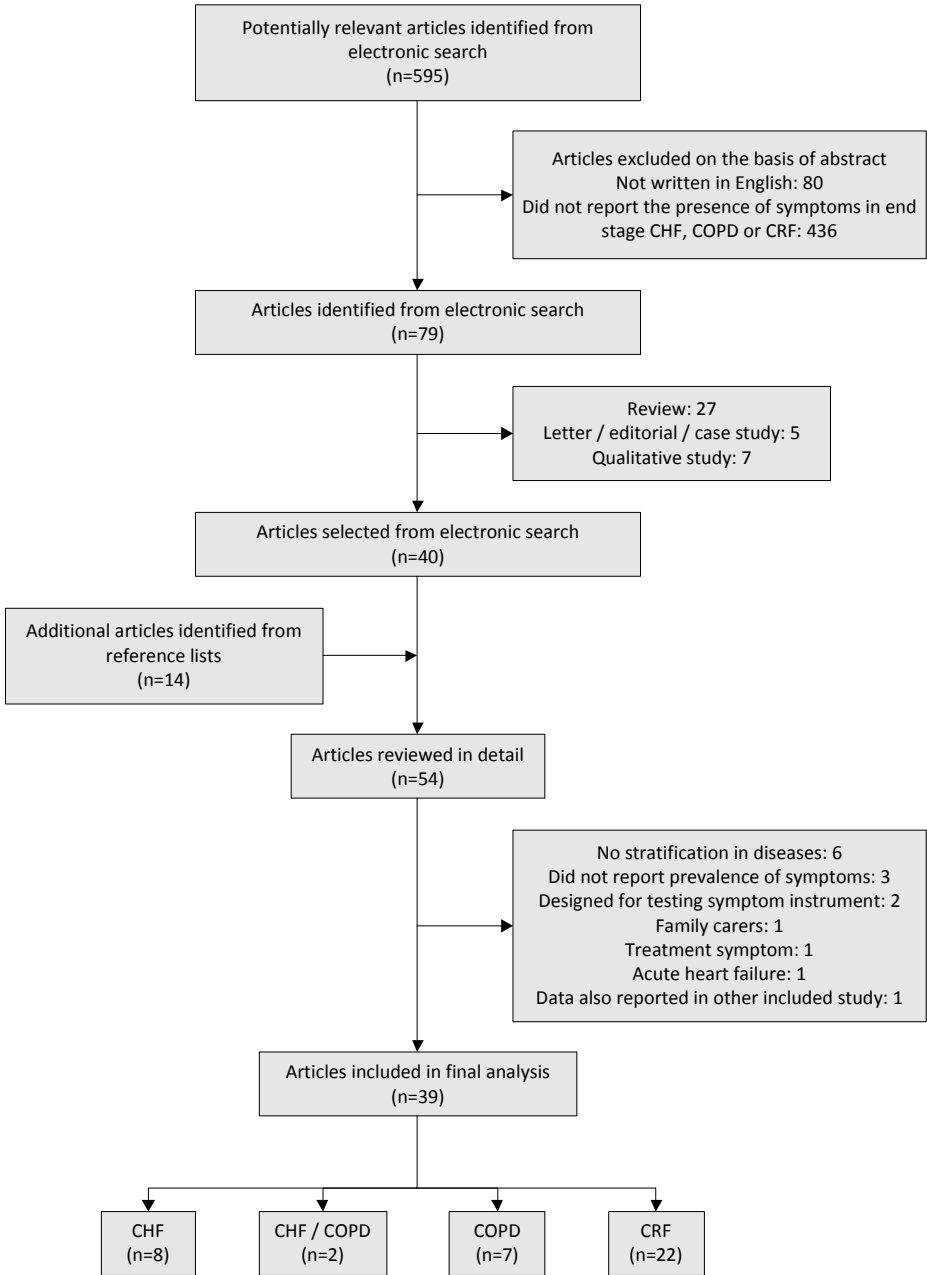 Potentially relevant articles identified from
electronic search
(n=595)
Articles excluded on the basis of abstract
Not written in English: 80
Did not report the presence of symptoms in end
stage CHF, COPD or CRF: 436
Articles identified from electronic search
(n=79)
Review: 27
Letter / editorial / case study: 5
Qualitative study: 7
Articles selected from electronic search
(n=40)
Additional articles identified from
reference lists
(n=14)
Articles reviewed in detail
(n=54)
No stratification in diseases: 6
Did not report prevalence of symptoms: 3
Designed for testing symptom instrument: 2
Family carers: 1
Treatment symptom: 1
Acute heart failure: 1
Data also reported in other included study: 1
Articles included in final analysis
(n=39)
CHF
(n=8)
CHF / COPD
(n=2)
COPD
(n=7)
CRF
(n=22)